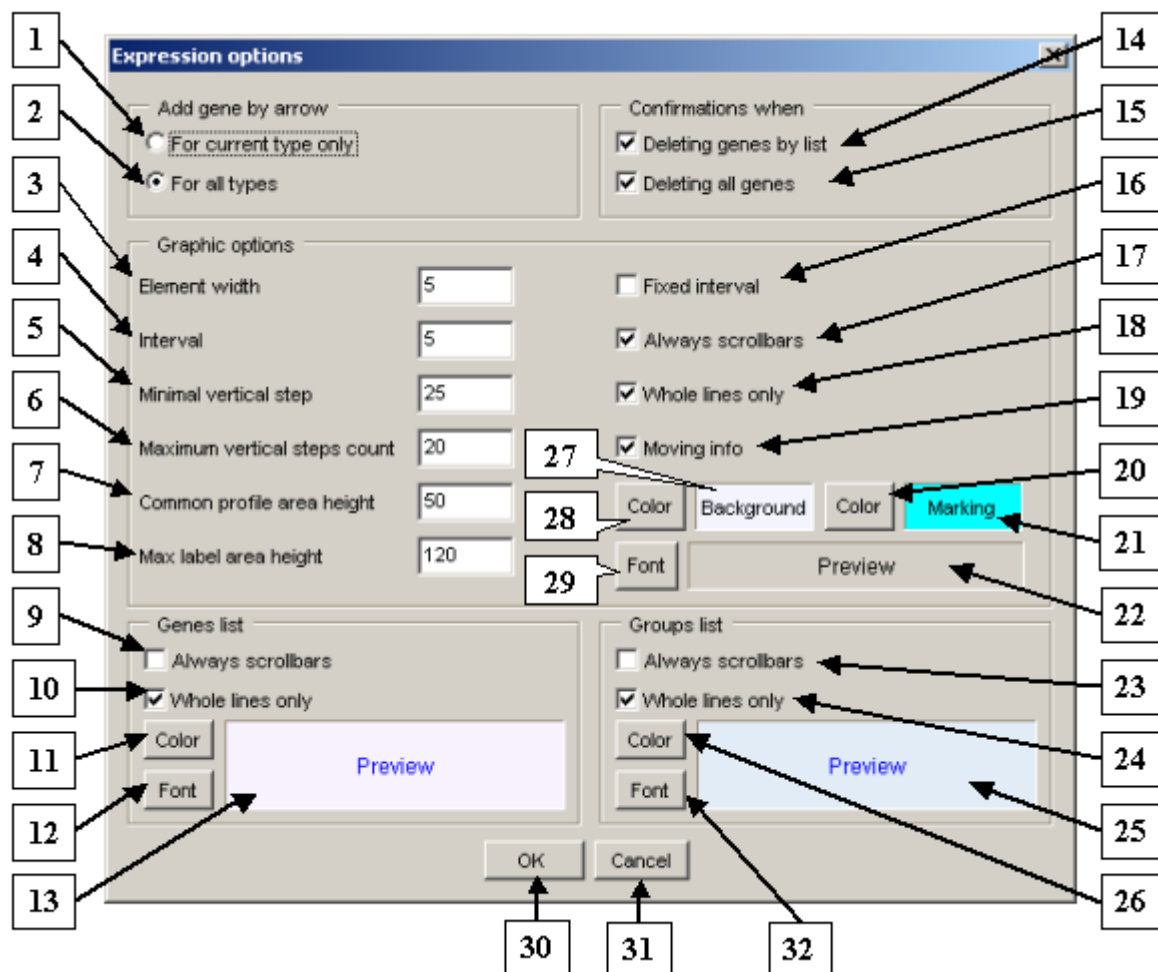 1
14
Expression options
2
Add gene by arrow
Confirmations when
15
For current type only
Deleting genes by list
3
For all types
Deleting all genes
16
4
Graphic options
17
Element width
5
Fixed interval
5
Interval
5
Always scrollbars
18
6
Minimal vertical step
25
Whole lines only
19
7
Maximum vertical steps count
20
Moving info
27
20
Common profile area height
50
Color
Background
Color
Marking
8
28
21
Max label area height
120
Font
Preview
29
22
9
Genes list
Groups list
Always scrollbars
Always scrollbars
23
10
Whole lines only
Whole lines only
11
Color
Preview
Color
Preview
24
12
Font
Font
25
13
OK
Cancel
26
30
31
32